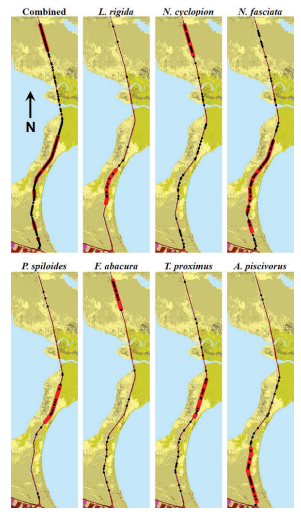 Combined L. rigida N. cyclopion N. fasciata
N
P. spiloides F. abacura T. proximus A. piscivorus